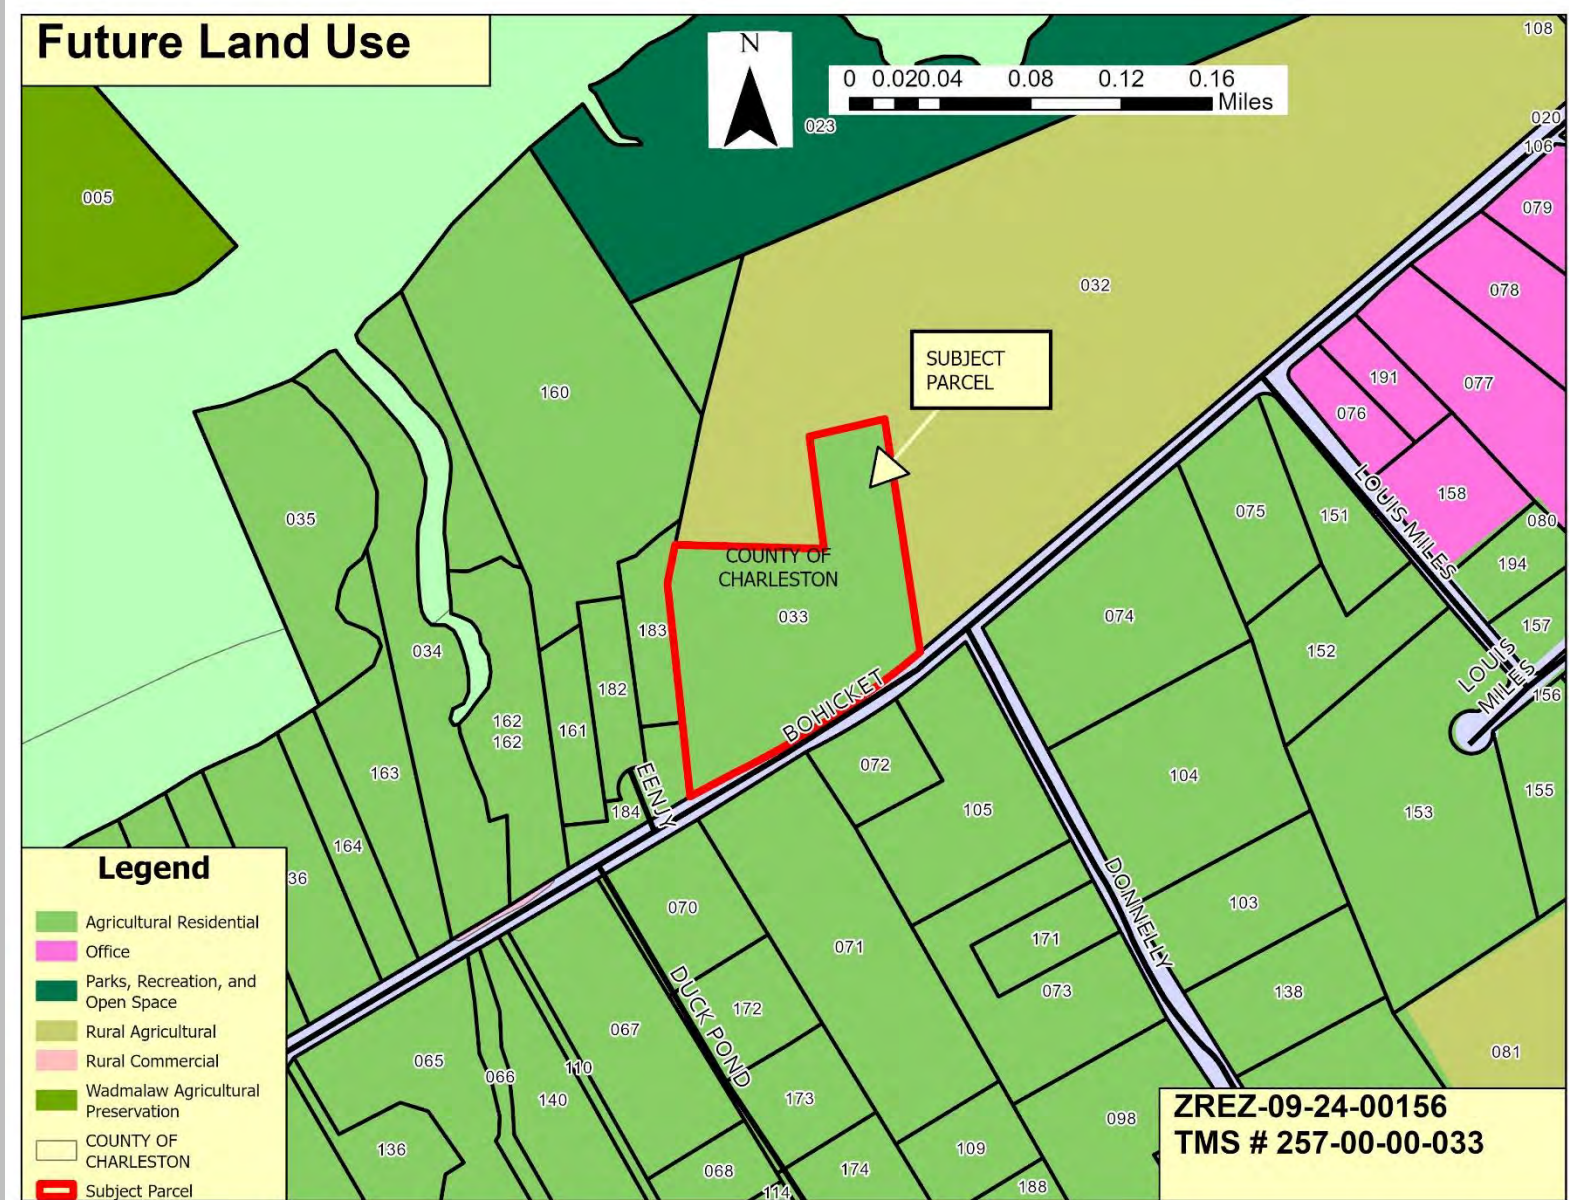 Future Land Use
N
0 0.02 0.04 0.08 0.12 0.16
Miles
108
023
020
106
005
079
032
078
SUBJECT
PARCEL
191
077
160
076
158
035
075
151
LOUIS MILES
080
COUNTY OF
CHARLESTON
194
033
074
157
183
034
152
LOUIS
MILES
182
156
162
162
161
BOHICKET
163
072
104
EENJY
155
184
105
153
164
36
070
DONNELLY
103
071
171
DUCK POND
073
138
172
067
065
110
066
140
173
081
098
136
109
068
174
114
188
Legend
Agricultural Residential
Office
Parks, Recreation, and
Open Space
Rural Agricultural
Rural Commercial
Wadmalaw Agricultural
Preservation
COUNTY OF
CHARLESTON
Subject Parcel
ZREZ-09-24-00156
TMS # 257-00-00-033